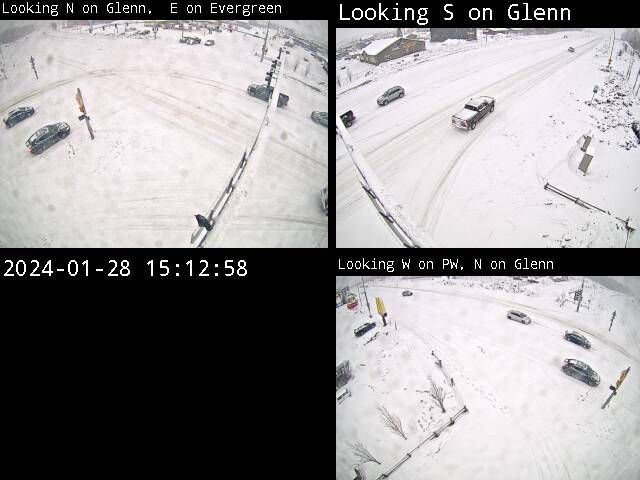 Looking N on Glenn, E on Evergreen
Looking S on Glenn
2024-01-28 15:12:58
Looking W on PW, N on Glenn